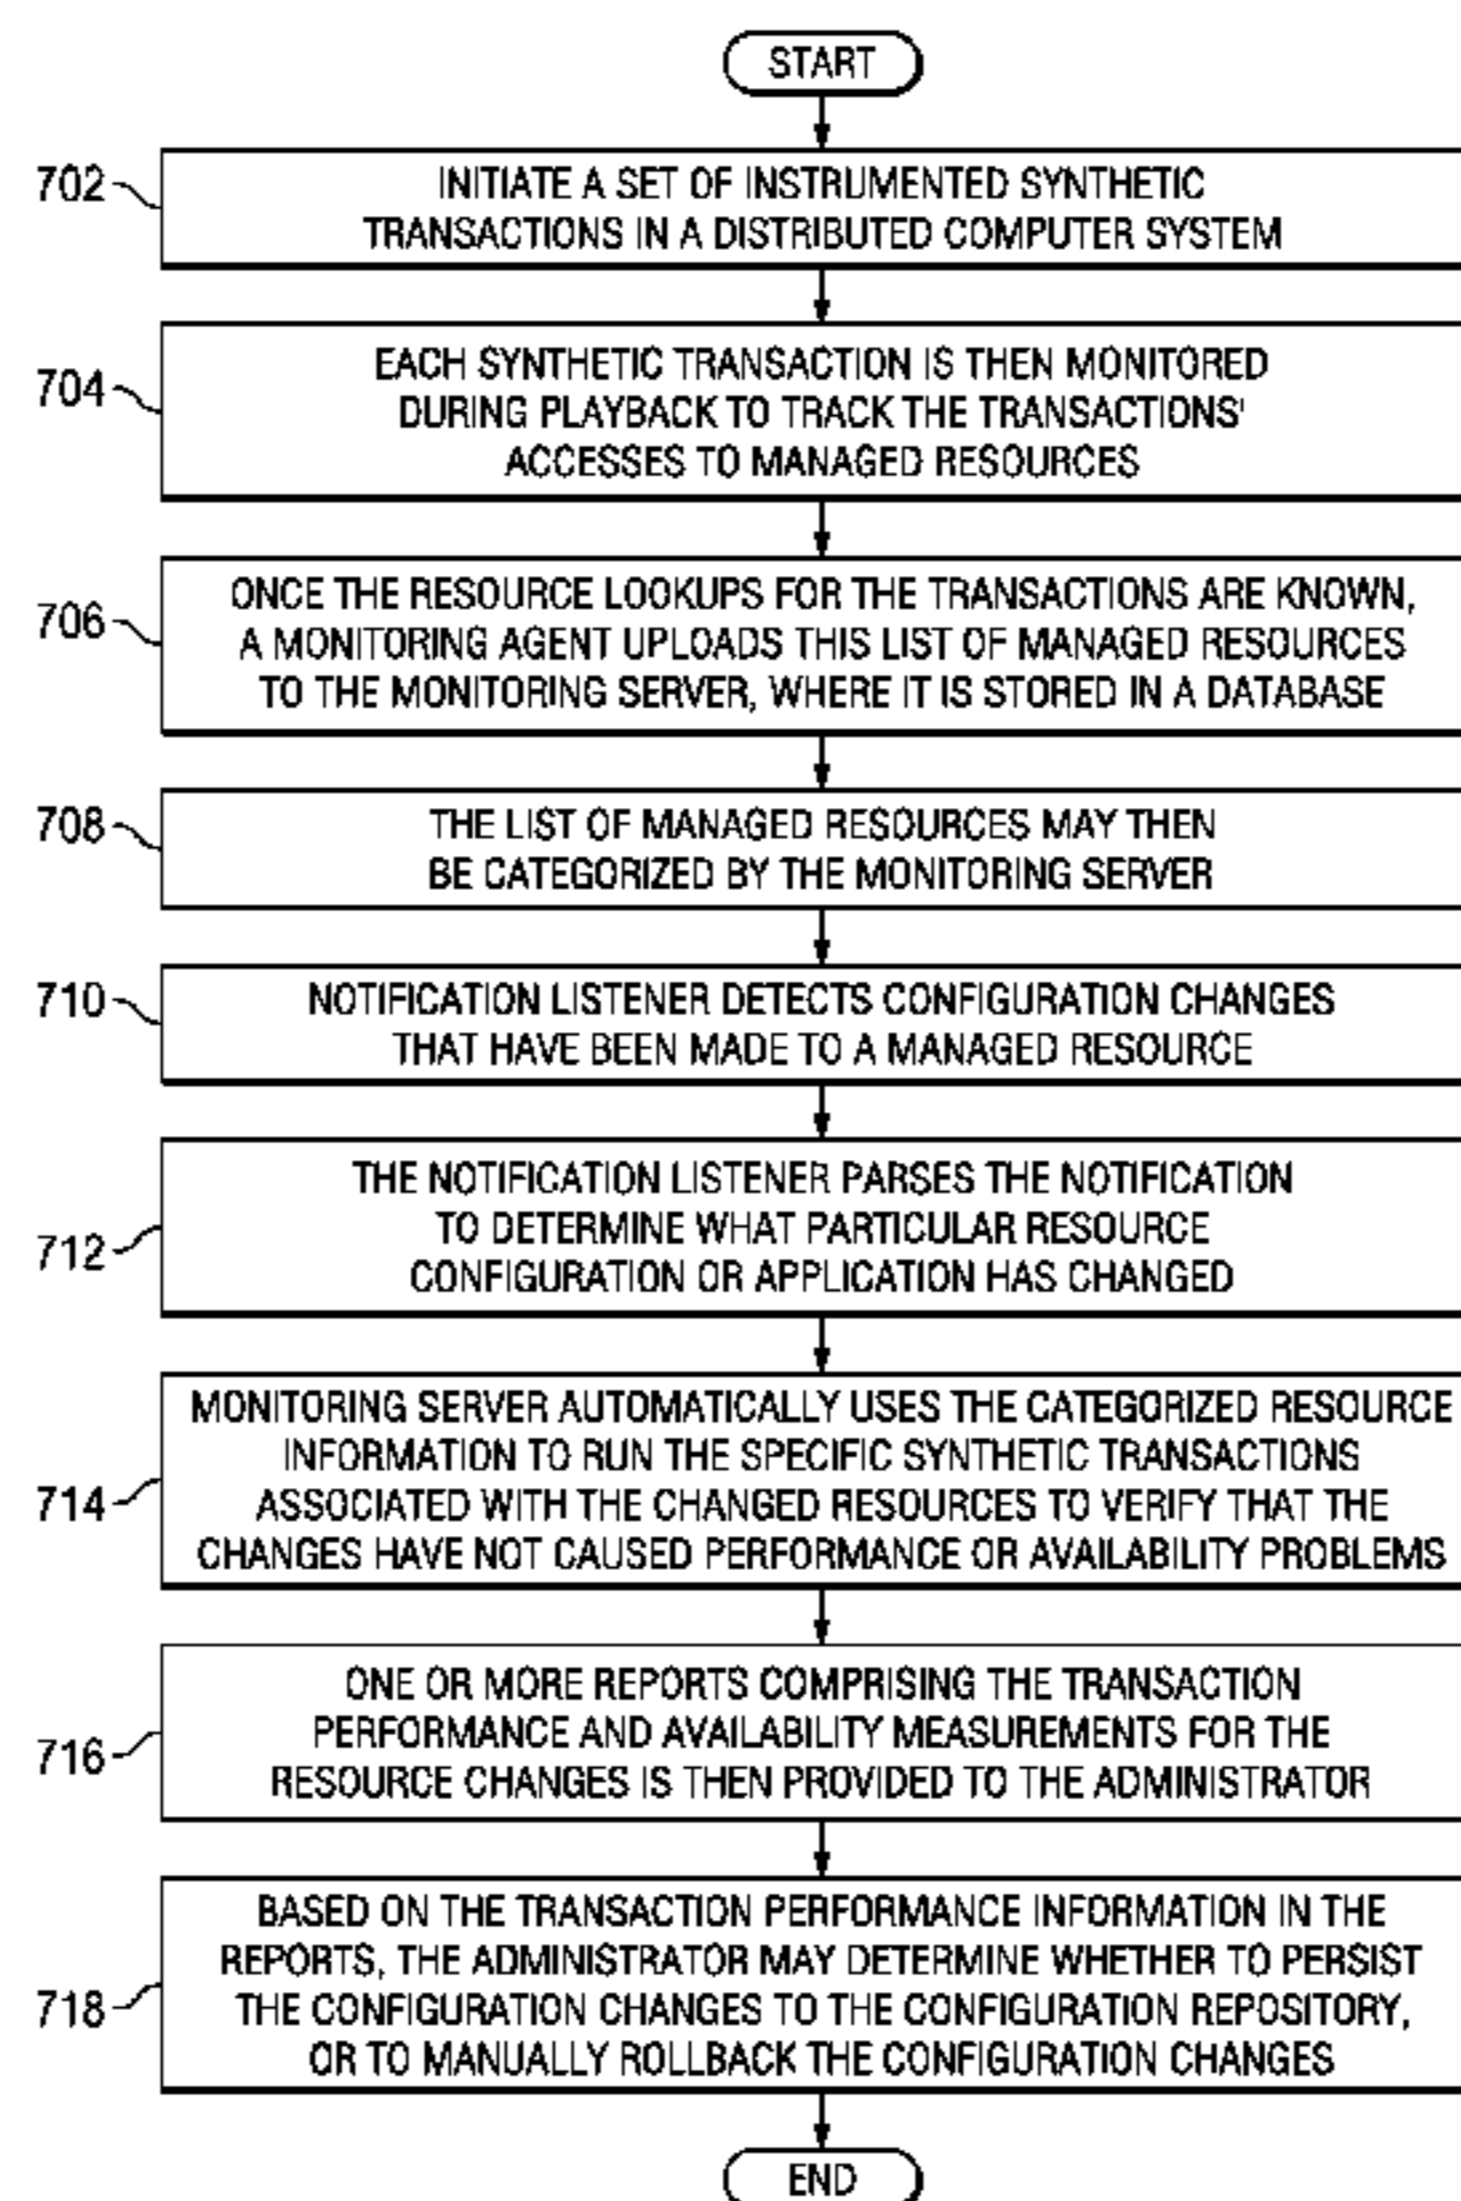 START
702
INITIATE A SET OF INSTRUMENTED SYNTHETIC
TRANSACTIONS IN A DISTRIBUTED COMPUTER SYSTEM
704
EACH SYNTHETIC TRANSACTION IS THEN MONITORED
DURING PLAYBACK TO TRACK THE TRANSACTIONS'
ACCESSES TO MANAGED RESOURCES
706
ONCE THE RESOURCE LOOKUPS FOR THE TRANSACTIONS ARE KNOWN,
A MONITORING AGENT UPLOADS THIS LIST OF MANAGED RESOURCES
TO THE MONITORING SERVER, WHERE IT IS STORED IN A DATABASE
708
THE LIST OF MANAGED RESOURCES MAY THEN
BE CATEGORIZED BY THE MONITORING SERVER
710
NOTIFICATION LISTENER DETECTS CONFIGURATION CHANGES
THAT HAVE BEEN MADE TO A MANAGED RESOURCE
712
THE NOTIFICATION LISTENER PARSES THE NOTIFICATION
TO DETERMINE WHAT PARTICULAR RESOURCE
CONFIGURATION OR APPLICATION HAS CHANGED
714
MONITORING SERVER AUTOMATICALLY USES THE CATEGORIZED RESOURCE
INFORMATION TO RUN THE SPECIFIC SYNTHETIC TRANSACTIONS
ASSOCIATED WITH THE CHANGED RESOURCES TO VERIFY THAT THE
CHANGES HAVE NOT CAUSED PERFORMANCE OR AVAILABILITY PROBLEMS
716
ONE OR MORE REPORTS COMPRISING THE TRANSACTION
PERFORMANCE AND AVAILABILITY MEASUREMENTS FOR THE
RESOURCE CHANGES IS THEN PROVIDED TO THE ADMINISTRATOR
718
BASED ON THE TRANSACTION PERFORMANCE INFORMATION IN THE
REPORTS, THE ADMINISTRATOR MAY DETERMINE WHETHER TO PERSIST
THE CONFIGURATION CHANGES TO THE CONFIGURATION REPOSITORY,
OR TO MANUALLY ROLLBACK THE CONFIGURATION CHANGES
END